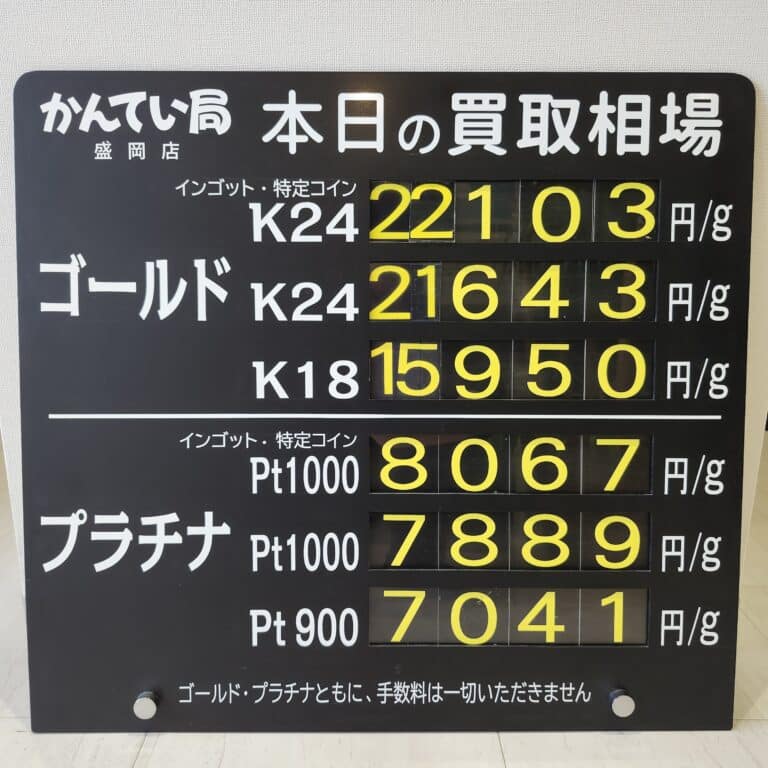 かんてい局 本日の買取相場
盛岡店
インゴット・特定コイン
K24 22103 円/g
ゴールド K24 21643 円/g
K18 15950 円/g
インゴット・特定コイン
Pt1000 8067 円/g
プラチナ Pt1000 7889 円/g
Pt900 7041 円/g
ゴールド・プラチナともに、手数料は一切いただきません